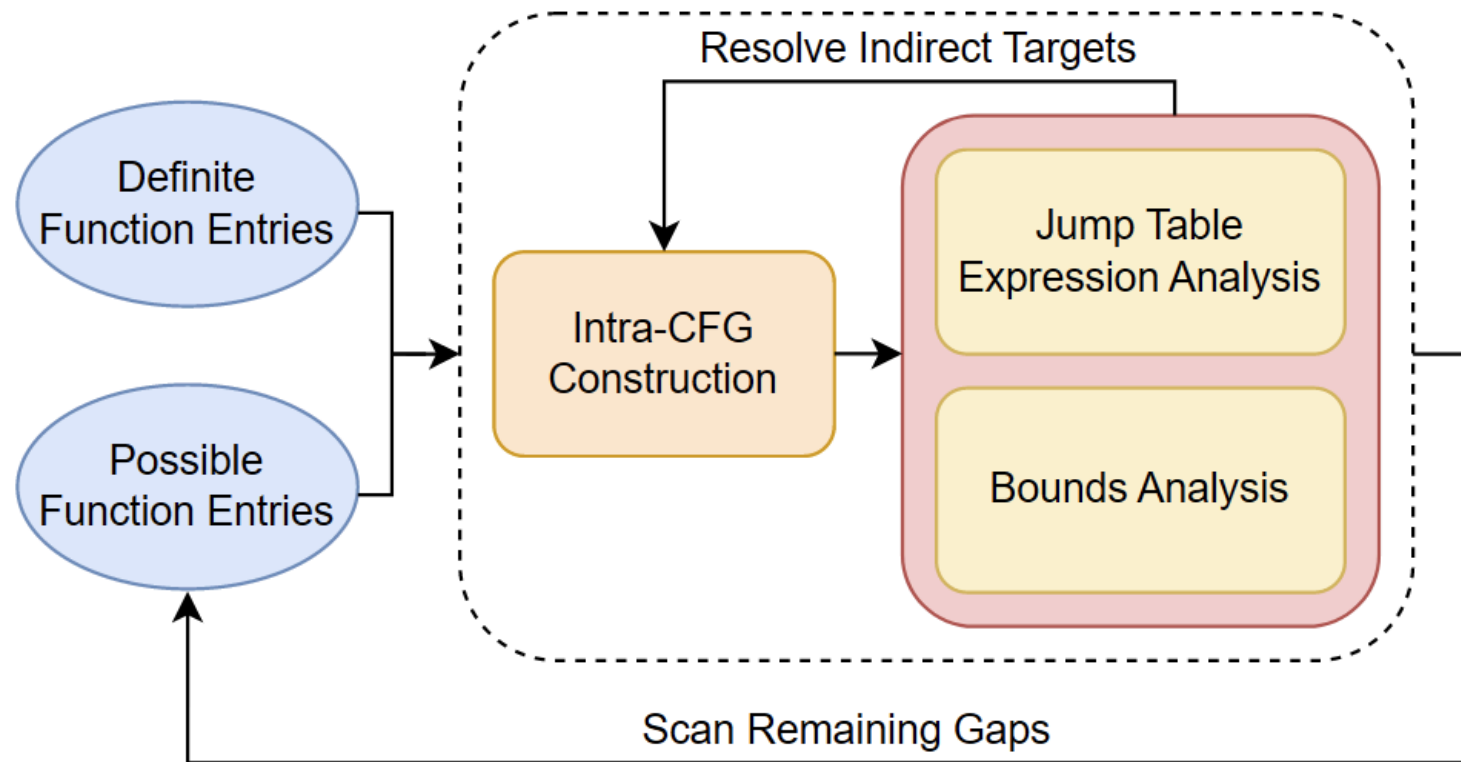 Resolve Indirect Targets
Definite
Function Entries
Jump Table
Expression Analysis
Intra-CFG
Construction
Possible
Function Entries
Bounds Analysis
Scan Remaining Gaps